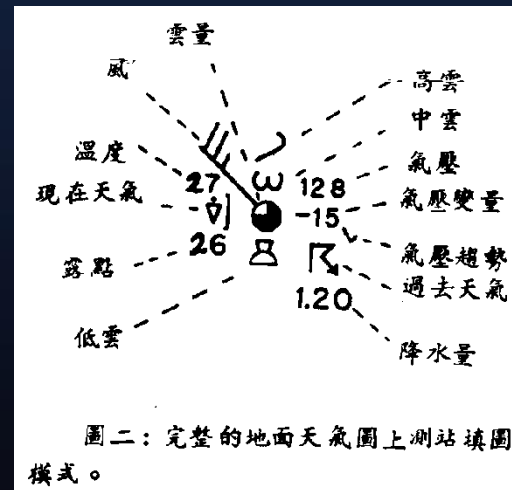 雲量
風
高雲
中雲
溫度
27
128
氣壓
現在天氣
-15
氣壓變量
26
氣壓趨勢
露點
過去天氣
1.20
低雲
降水量
圖二：完整的地面天氣圖上測站填圖
模式。